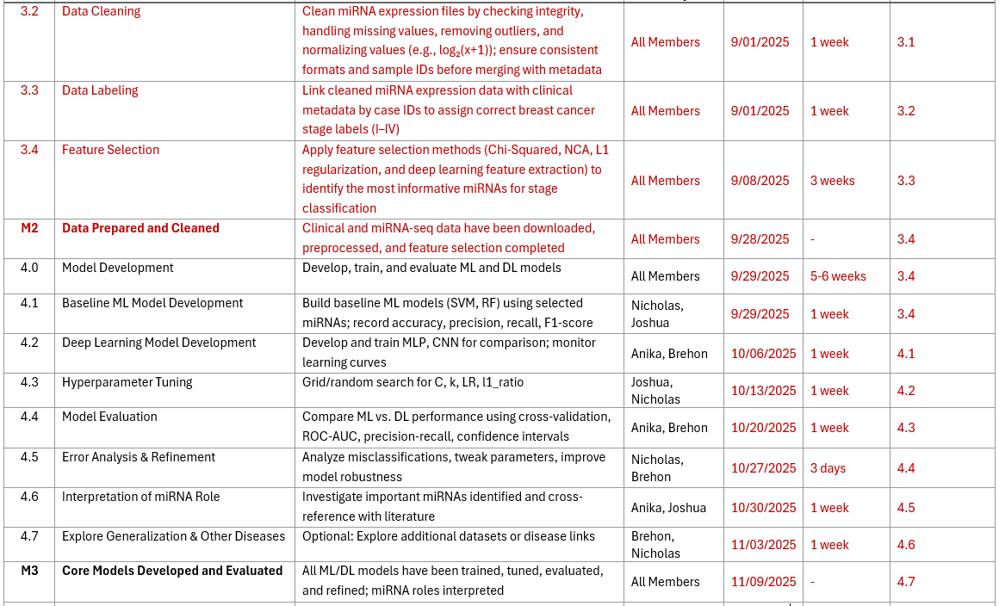 3.2 Data Cleaning Clean miRNA expression files by checking integrity,
handling missing values, removing outliers, and
normalizing values (e.g., log₂(x+1)); ensure consistent
formats and sample IDs before merging with metadata
All Members 9/01/2025 1 week 3.1
3.3 Data Labeling Link cleaned miRNA expression data with clinical
metadata by case IDs to assign correct breast cancer
stage labels (I–IV)
All Members 9/01/2025 1 week 3.2
3.4 Feature Selection Apply feature selection methods (Chi-Squared, NCA, L1
regularization, and deep learning feature extraction) to
identify the most informative miRNAs for stage
classification
All Members 9/08/2025 3 weeks 3.3
M2 Data Prepared and Cleaned Clinical and miRNA-seq data have been downloaded,
preprocessed, and feature selection completed
All Members 9/28/2025 - 3.4
4.0 Model Development Develop, train, and evaluate ML and DL models
All Members 9/29/2025 5-6 weeks 3.4
4.1 Baseline ML Model Development Build baseline ML models (SVM, RF) using selected
miRNAs; record accuracy, precision, recall, F1-score
Nicholas,
Joshua
9/29/2025 1 week 3.4
4.2 Deep Learning Model Development Develop and train MLP, CNN for comparison; monitor
learning curves
Anika, Brehon 10/06/2025 1 week 4.1
4.3 Hyperparameter Tuning Grid/random search for C, k, LR, l1_ratio
Joshua,
Nicholas
10/13/2025 1 week 4.2
4.4 Model Evaluation Compare ML vs. DL performance using cross-validation,
ROC-AUC, precision-recall, confidence intervals
Anika, Brehon 10/20/2025 1 week 4.3
4.5 Error Analysis & Refinement Analyze misclassifications, tweak parameters, improve
model robustness
Nicholas,
Brehon
10/27/2025 3 days 4.4
4.6 Interpretation of miRNA Role Investigate important miRNAs identified and cross-
reference with literature
Anika, Joshua 10/30/2025 1 week 4.5
4.7 Explore Generalization & Other Diseases Optional: Explore additional datasets or disease links
Brehon,
Nicholas
11/03/2025 1 week 4.6
M3 Core Models Developed and Evaluated All ML/DL models have been trained, tuned, evaluated,
and refined; miRNA roles interpreted
All Members 11/09/2025 - 4.7